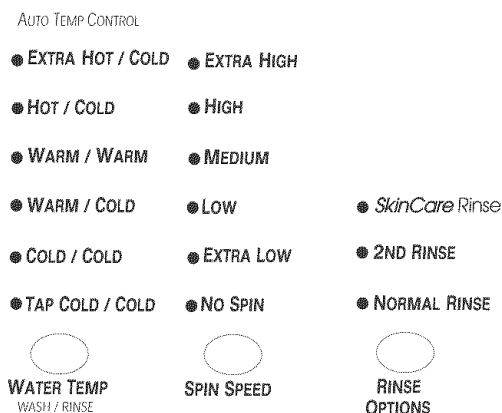 AUTO TEMP CONTROL
EXTRA HOT / COLD
EXTRA HIGH
HOT / COLD
HIGH
WARM / WARM
MEDIUM
WARM / COLD
LOW
SkinCare Rinse
COLD / COLD
EXTRA LOW
2ND RINSE
TAP COLD / COLD
NO SPIN
NORMAL RINSE
WATER TEMP
WASH / RINSE
SPIN SPEED
RINSE
OPTIONS